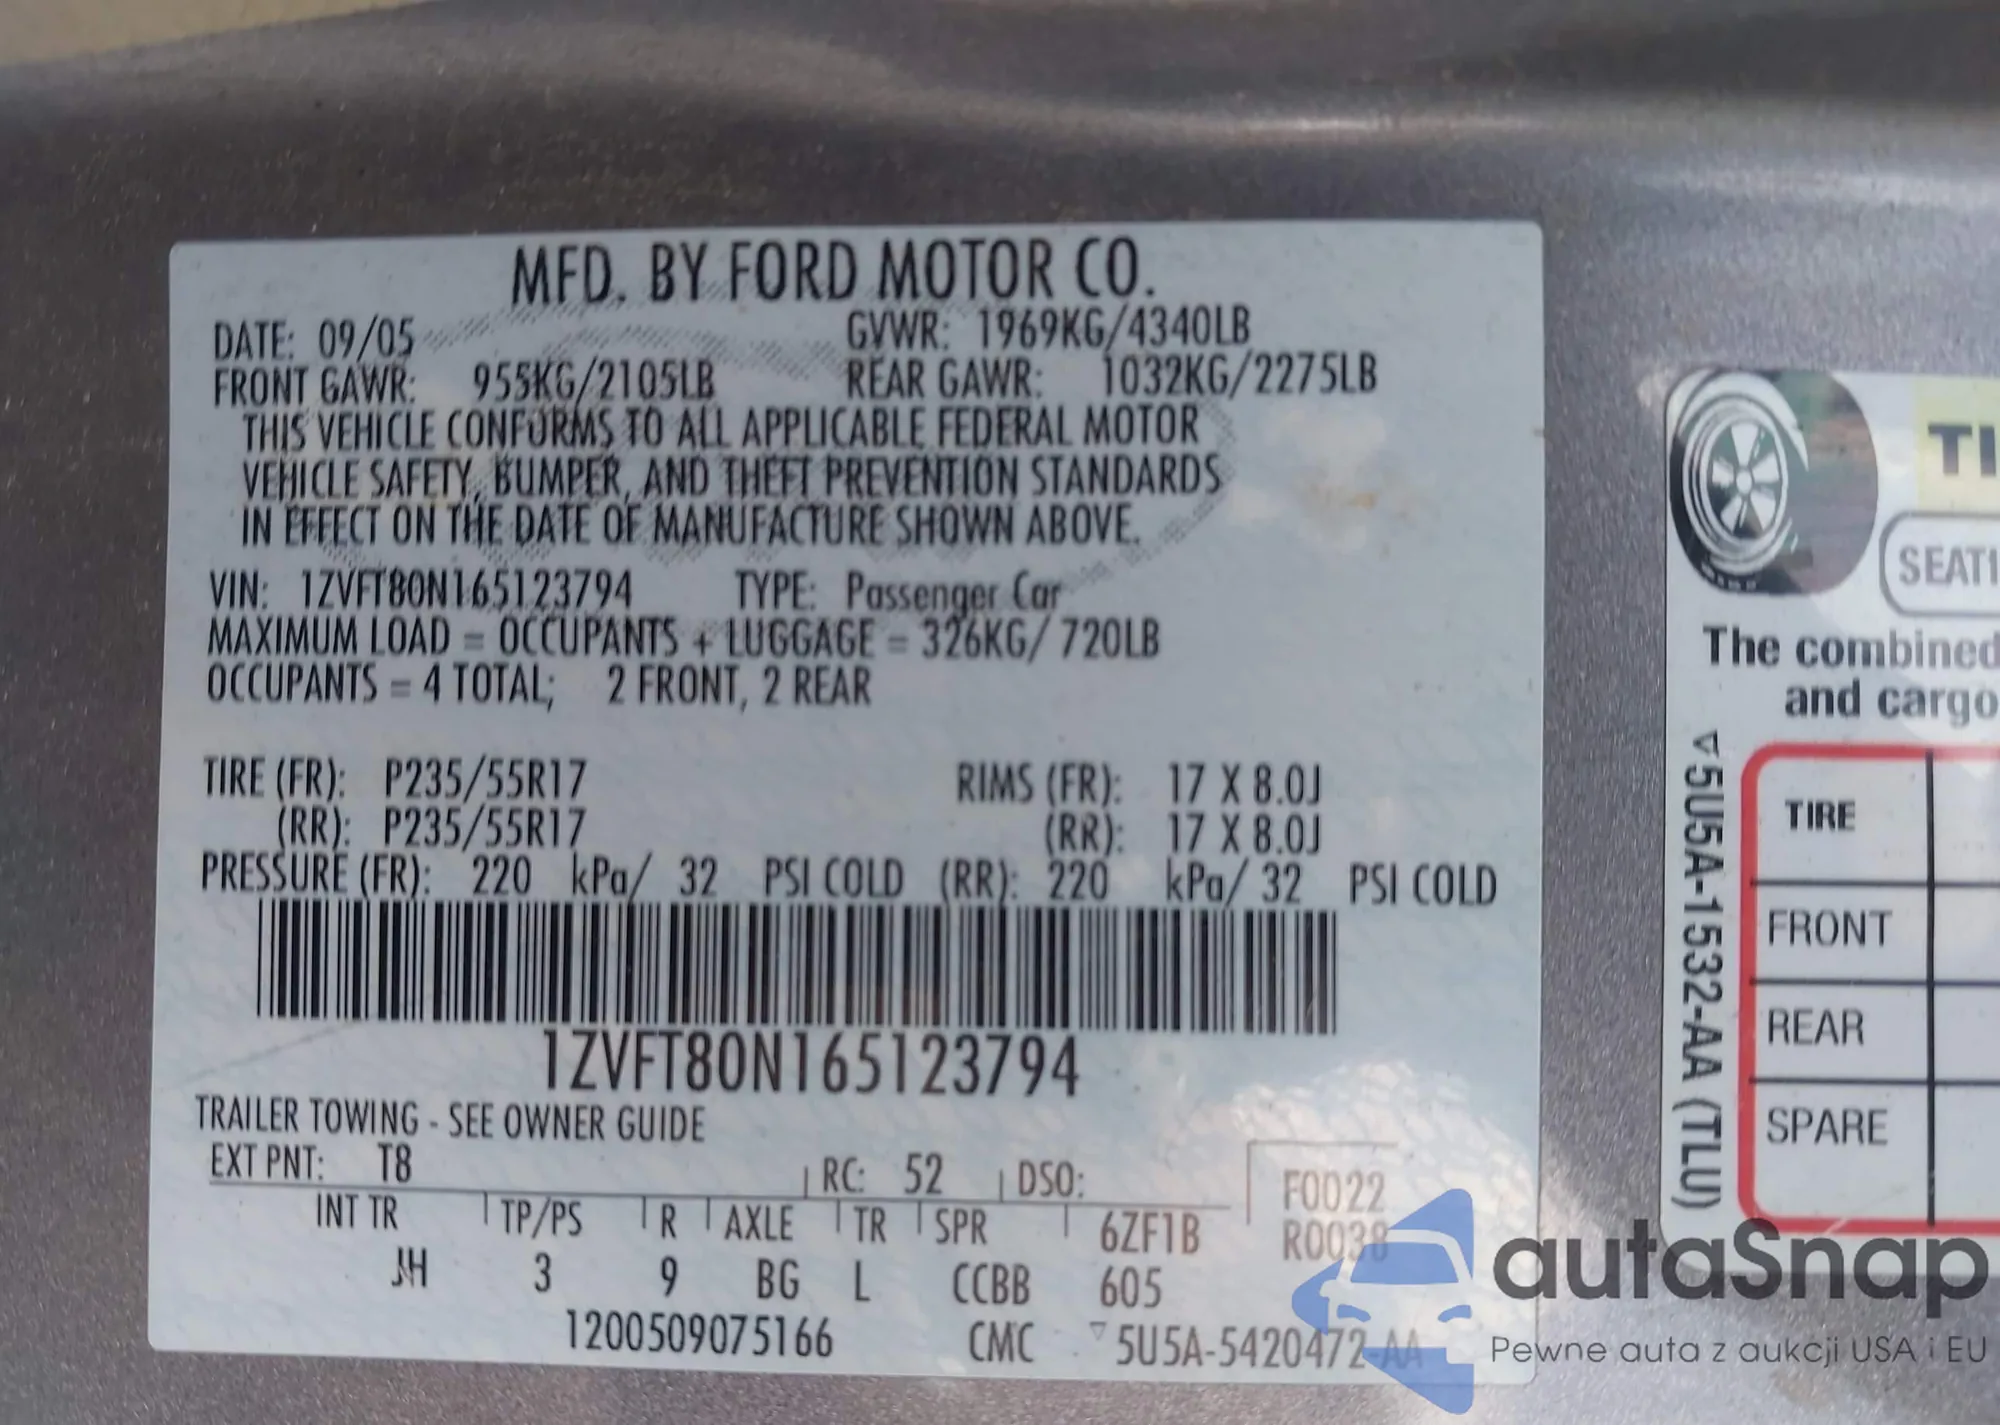 MFD. BY FORD MOTOR CO.
DATE: 09/05 GVWR: 1969KG/4340LB
FRONT GAWR: 955KG/2105LB REAR GAWR: 1032KG/2275LB
THIS VEHICLE CONFORMS TO ALL APPLICABLE FEDERAL MOTOR
VEHICLE SAFETY, BUMPER, AND THEFT PREVENTION STANDARDS
IN EFFECT ON THE DATE OF MANUFACTURE SHOWN ABOVE.
VIN: 1ZVFT80N165123794 TYPE: Passenger Car
MAXIMUM LOAD = OCCUPANTS + LUGGAGE = 326KG/ 720LB
OCCUPANTS = 4 TOTAL; 2 FRONT, 2 REAR
TIRE (FR): P235/55R17 RIMS (FR): 17 X 8.0J
(RR): P235/55R17 (RR): 17 X 8.0J
PRESSURE (FR): 220 kPa/ 32 PSI COLD (RR): 220 kPa/ 32 PSI COLD
1ZVFT80N165123794
TRAILER TOWING - SEE OWNER GUIDE
EXT PNT: T8 RC: 52 DSO: F0022
INT TR TP/PS R AXLE TR SPR 6ZF1B R0038
JH 3 9 BG L CCBB 605
1200509075166 CMC ▽5U5A-5420472-AA
TI
SEATI
The combined
and cargo
▽5U5A-1532-AA (TLU)
TIRE
FRONT
REAR
SPARE
autaSnap
Pewne auta z aukcji USA i EU